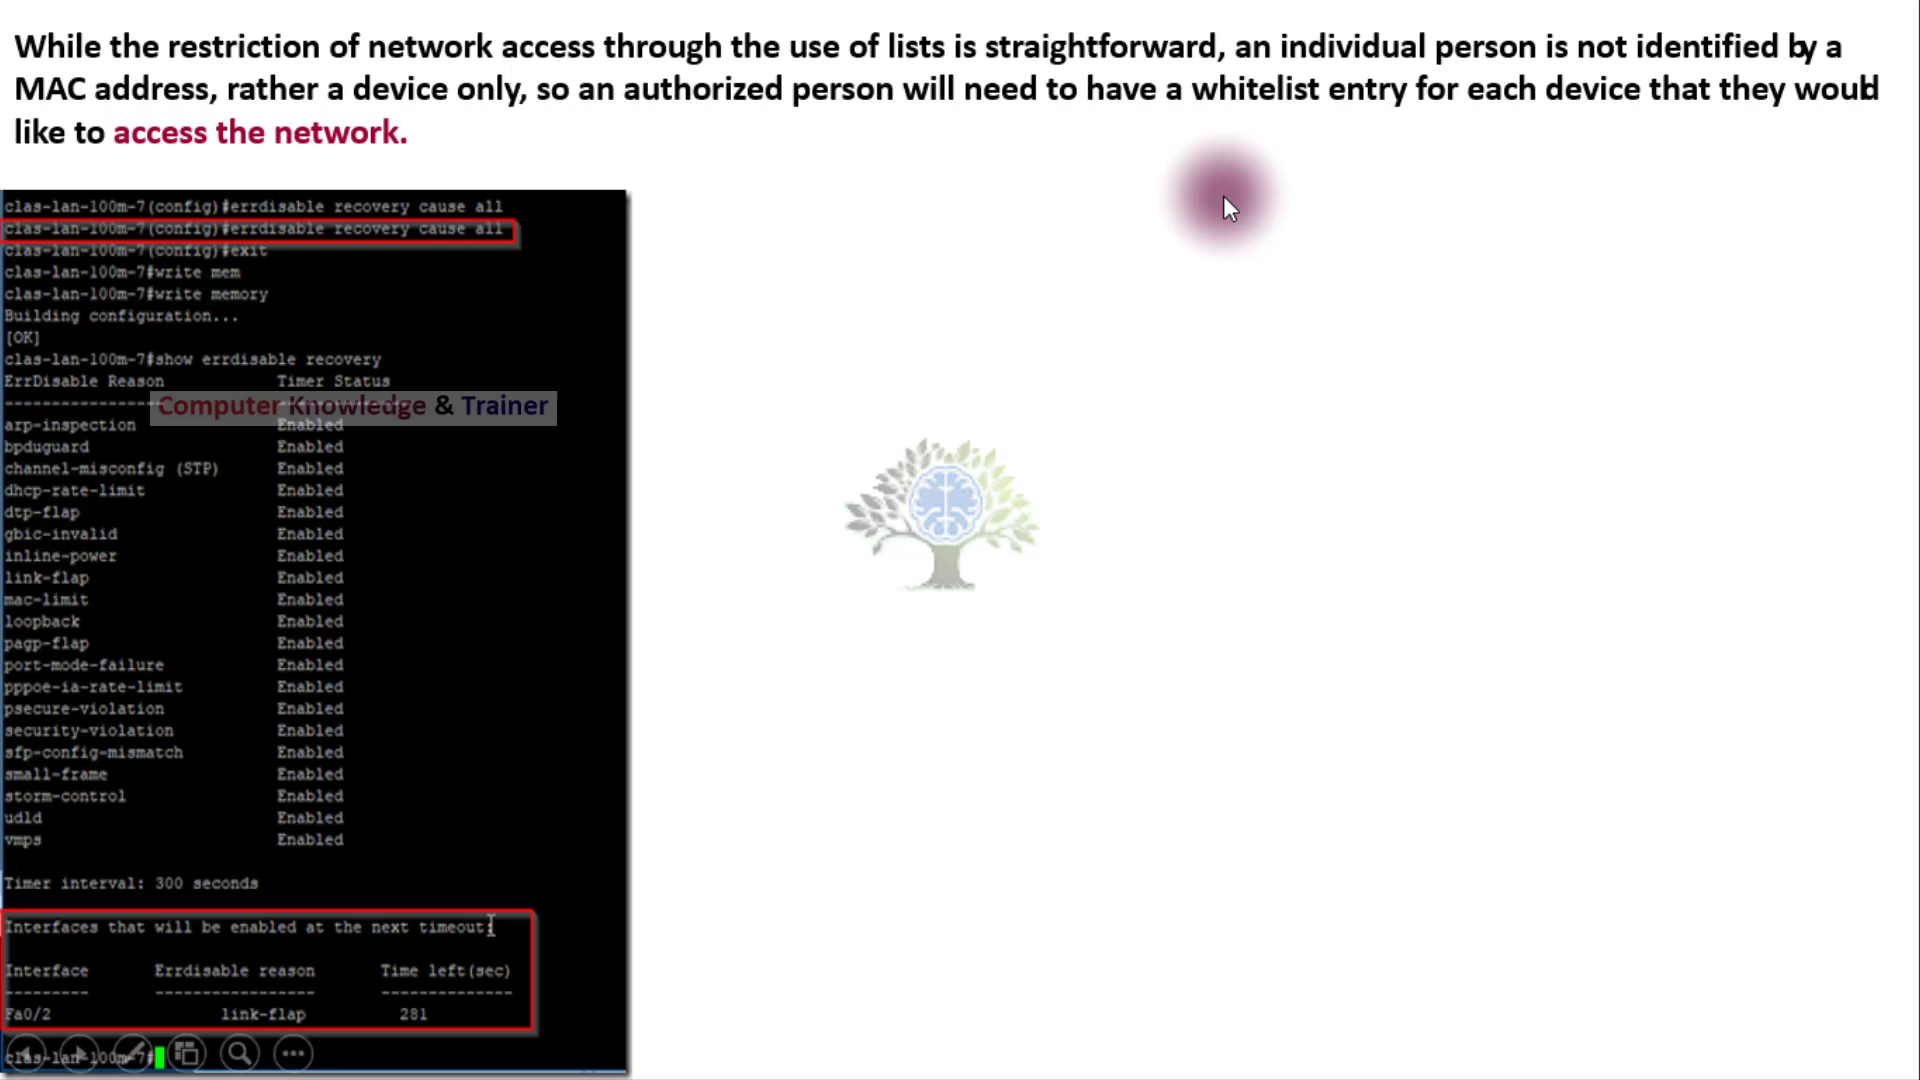 While the restriction of network access through the use of lists is straightforward, an individual person is not identified by a
MAC address, rather a device only, so an authorized person will need to have a whitelist entry for each device that they would
like to access the network.
clas-lan-100m-7(config)#errdisable recovery cause all
clas-lan-100m-7(config)#errdisable recovery cause all
clas-lan-100m-7(config)#exit
clas-lan-100m-7#write mem
clas-lan-100m-7#write memory
Building configuration...
[OK]
clas-lan-100m-7#show errdisable recovery
ErrDisable Reason Timer Status
Computer Knowledge & Trainer
arp-inspection Enabled
bpduguard Enabled
channel-misconfig (STP) Enabled
dhcp-rate-limit Enabled
dtp-flap Enabled
gbic-invalid Enabled
inline-power Enabled
link-flap Enabled
mac-limit Enabled
loopback Enabled
pagp-flap Enabled
port-mode-failure Enabled
pppoe-ia-rate-limit Enabled
psecure-violation Enabled
security-violation Enabled
sfp-config-mismatch Enabled
small-frame Enabled
storm-control Enabled
udld Enabled
vmps Enabled
Timer interval: 300 seconds
Interfaces that will be enabled at the next timeout:
Interface Errdisable reason Time left(sec)
--------- ----------------- --------------
Fa0/2 link-flap 281
clas-lan-100m-7#